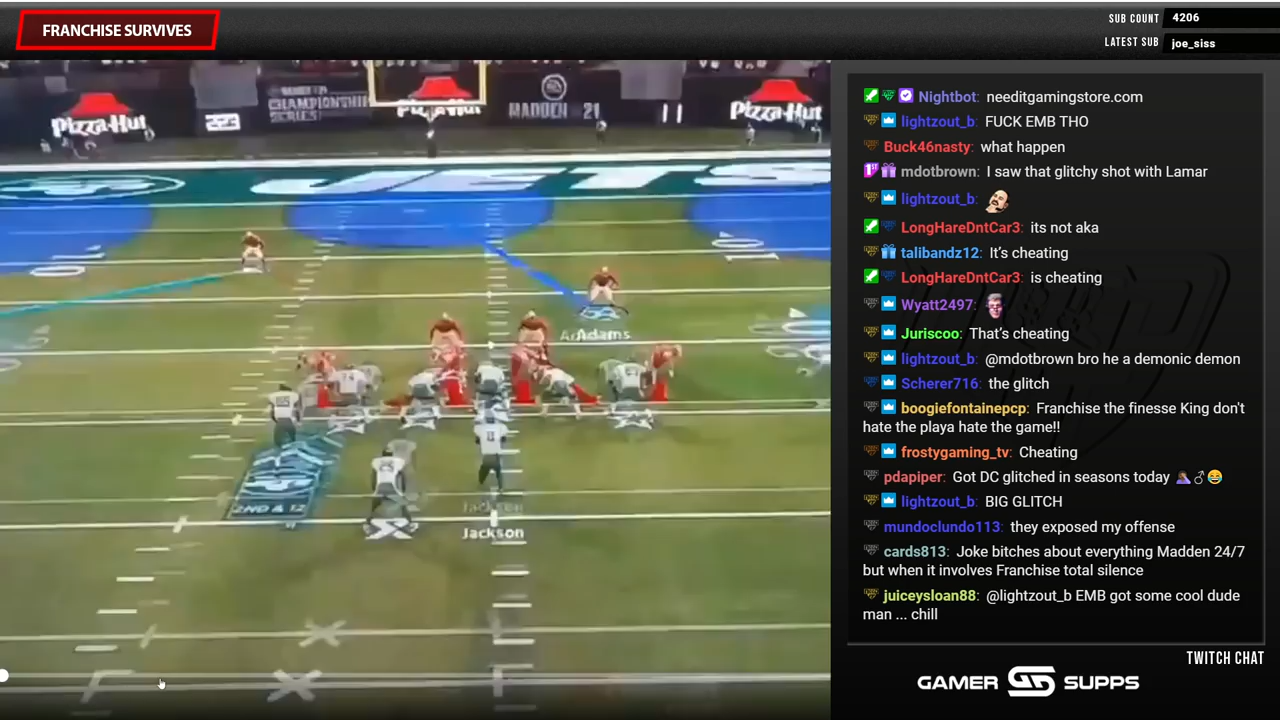 FRANCHISE SURVIVES
SUB COUNT 4206
LATEST SUB joe_siss
Pizza Hut
CHAMPIONSHIP
SERIES
Pizza Hut
EA
MADDEN 21
11
Pizza Hut
JETS
Adams
2ND & 12
Jackson
Nightbot: needitgamingstore.com
lightzout_b: FUCK EMB THO
Buck46nasty: what happen
mdotbrown: I saw that glitchy shot with Lamar
lightzout_b:
LongHareDntCar3: its not aka
talibandz12: It's cheating
LongHareDntCar3: is cheating
Wyatt2497:
Juriscoo: That's cheating
lightzout_b: @mdotbrown bro he a demonic demon
Scherer716: the glitch
boogiefontainepcp: Franchise the finesse King don't
hate the playa hate the game!!
frostygaming_tv: Cheating
pdapiper: Got DC glitched in seasons today 🤦🏾‍♂️😂
lightzout_b: BIG GLITCH
mundoclundo113: they exposed my offense
cards813: Joke bitches about everything Madden 24/7
but when it involves Franchise total silence
juiceysloan88: @lightzout_b EMB got some cool dude
man ... chill
TWITCH CHAT
GAMER SUPPS